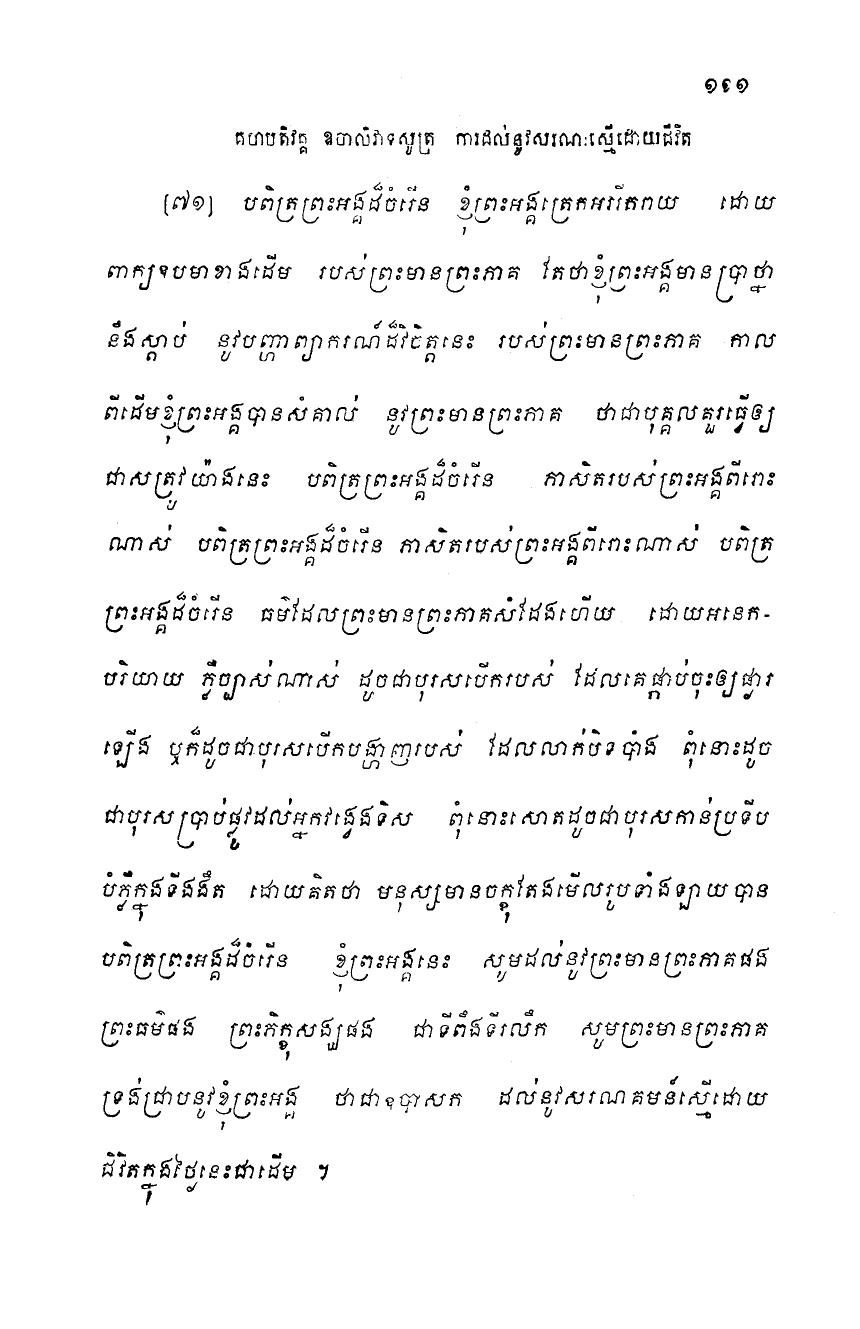 ១៤១
គហបតិវគ្គ ឧបាលិវាទសូត្រ ការដល់នូវសរណៈស្មើដោយជីវិត
[៧១] បពិត្រព្រះអង្គដ៏ចំរើន ខ្ញុំព្រះអង្គត្រេកអររីករាយ ដោយ
ពាក្យឧបមាខាងដើម របស់ព្រះមានព្រះភាគ តែថាខ្ញុំព្រះអង្គមានប្រាថ្នា
នឹងស្តាប់ នូវបញ្ហាព្យាករណ៍ដ៏វិចិត្តនេះ របស់ព្រះមានព្រះភាគ កាល
ពីដើមខ្ញុំព្រះអង្គបានសំគាល់ នូវព្រះមានព្រះភាគ ថាជាបុគ្គលគួរធ្វើឲ្យ
ជាសត្រូវយ៉ាងនេះ បពិត្រព្រះអង្គដ៏ចំរើន ភាសិតរបស់ព្រះអង្គពីរោះ
ណាស់ បពិត្រព្រះអង្គដ៏ចំរើន ភាសិតរបស់ព្រះអង្គពីរោះណាស់ បពិត្រ
ព្រះអង្គដ៏ចំរើន ធម៌ដែលព្រះមានព្រះភាគសំដែងហើយ ដោយអនេក-
បរិយាយ ភ្លឺច្បាស់ណាស់ ដូចជាបុរសបើករបស់ ដែលគេផ្កាប់ចុះឲ្យផ្ងារ
ឡើង ឬក៏ដូចជាបុរសបើកបង្ហាញរបស់ ដែលលាក់បិទបាំង ពុំនោះដូច
ជាបុរសប្រាប់ផ្លូវដល់អ្នកវង្វេងទិស ពុំនោះសោតដូចជាបុរសកាន់ប្រទីប
បំភ្លឺក្នុងទីងងឹត ដោយគិតថា មនុស្សមានចក្ខុតែងមើលរូបទាំងឡាយបាន
បពិត្រព្រះអង្គដ៏ចំរើន ខ្ញុំព្រះអង្គនេះ សូមដល់នូវព្រះមានព្រះភាគផង
ព្រះធម៌ផង ព្រះភិក្ខុសង្ឃផង ជាទីពឹងទីរលឹក សូមព្រះមានព្រះភាគ
ទ្រង់ជ្រាបនូវខ្ញុំព្រះអង្គ ថាជាឧបាសក ដល់នូវសរណគមន៍ស្មើដោយ
ជិវិតក្នុងថ្ងៃនេះជាដើម ។